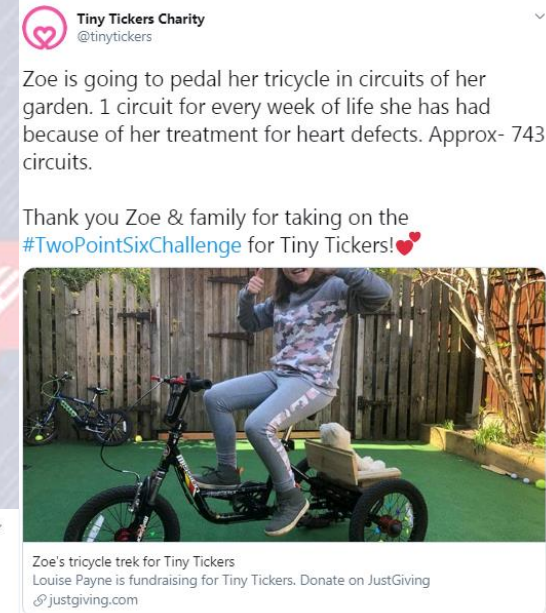 Tiny Tickers Charity
@tinytickers
Zoe is going to pedal her tricycle in circuits of her
garden. 1 circuit for every week of life she has had
because of her treatment for heart defects. Approx- 743
circuits.
Thank you Zoe & family for taking on the
#TwoPointSixChallenge for Tiny Tickers!
Zoe's tricycle trek for Tiny Tickers
Louise Payne is fundraising for Tiny Tickers. Donate on JustGiving
justgiving.com